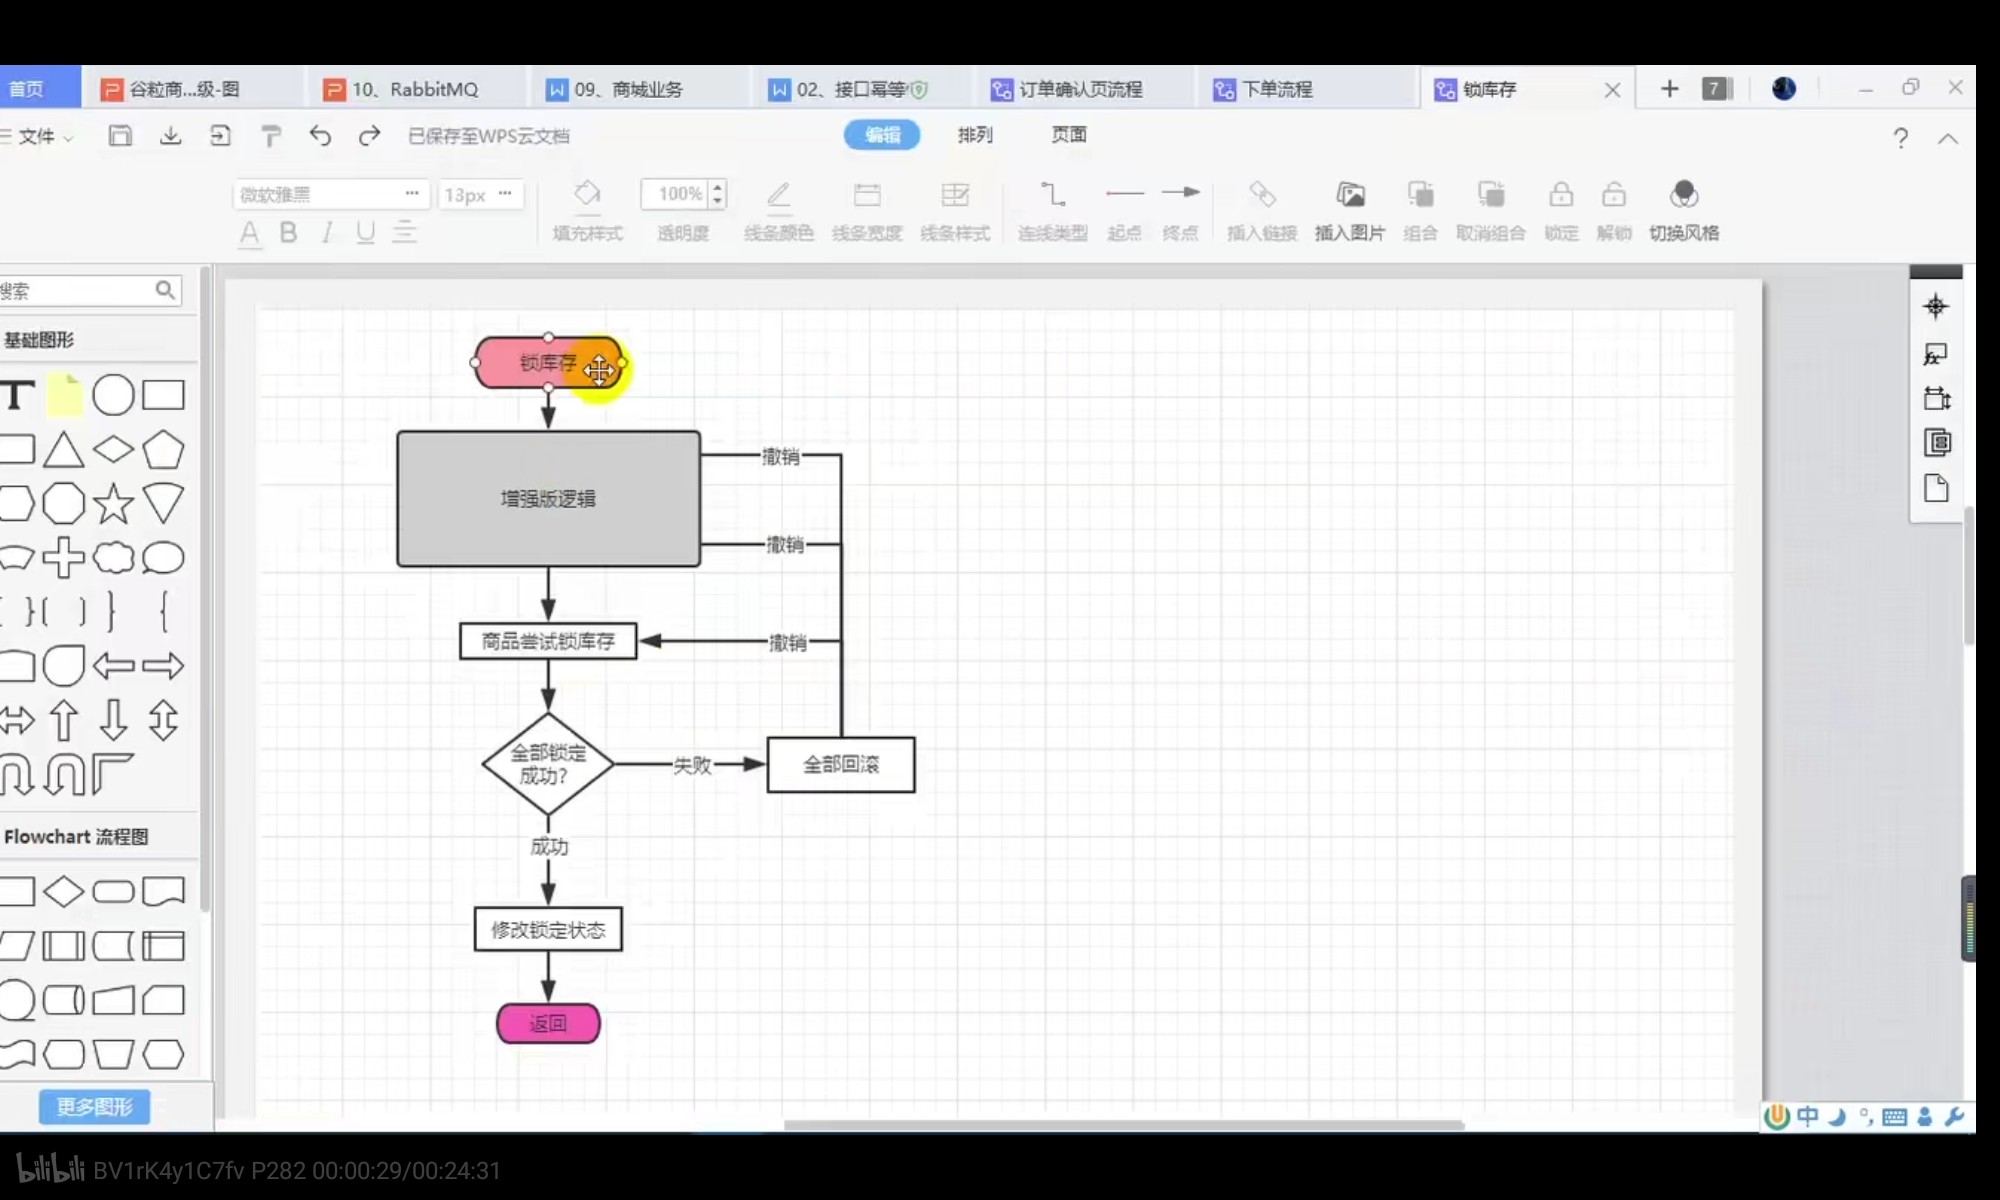 首页
谷粒商...级-图
10、RabbitMQ
09、商城业务
02、接口幂等
订单确认页流程
下单流程
锁库存
7
文件
已保存至WPS云文档
编辑
排列
页面
?
微软雅黑
13px
100%
A B I U
填充样式
透明度
线条颜色
线条宽度
线条样式
连线类型
起点
终点
插入链接
插入图片
组合
取消组合
锁定
解锁
切换风格
搜索
基础图形
T
Flowchart 流程图
更多图形
锁库存
增强版逻辑
撤销
撤销
商品尝试锁库存
撤销
全部锁定
成功?
失败
全部回滚
成功
修改锁定状态
返回
fx
中
bilibili BV1rK4y1C7fv P282 00:00:29/00:24:31